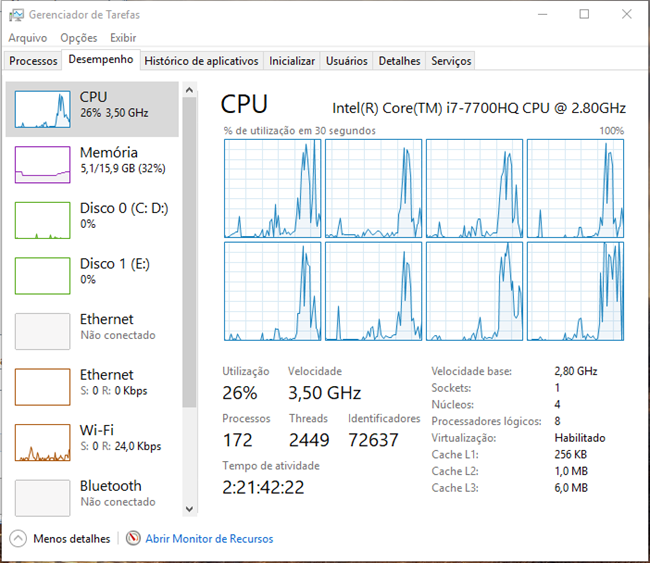 Gerenciador de Tarefas
Arquivo Opções Exibir
Processos Desempenho Histórico de aplicativos Inicializar Usuários Detalhes Serviços
CPU
26% 3,50 GHz
Memória
5,1/15,9 GB (32%)
Disco 0 (C: D:)
0%
Disco 1 (E:)
0%
Ethernet
Não conectado
Ethernet
S: 0 R: 0 Kbps
Wi-Fi
S: 0 R: 24,0 Kbps
Bluetooth
Não conectado
CPU Intel(R) Core(TM) i7-7700HQ CPU @ 2.80GHz
% de utilização em 30 segundos 100%
Utilização Velocidade
26% 3,50 GHz
Processos Threads Identificadores
172 2449 72637
Tempo de atividade
2:21:42:22
Velocidade base: 2,80 GHz
Sockets: 1
Núcleos: 4
Processadores lógicos: 8
Virtualização: Habilitado
Cache L1: 256 KB
Cache L2: 1,0 MB
Cache L3: 6,0 MB
Menos detalhes Abrir Monitor de Recursos